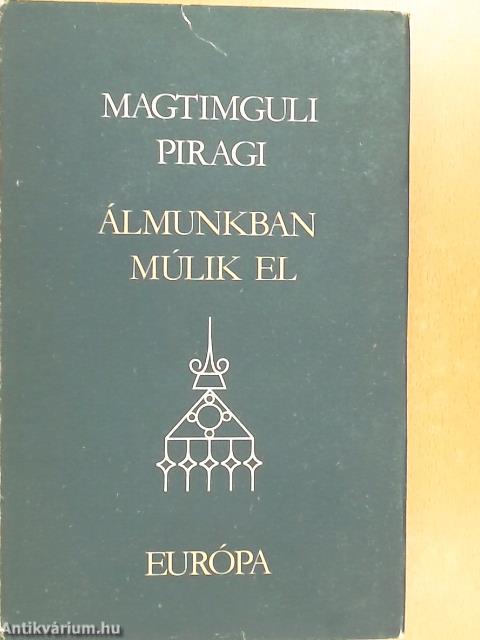 MAGTIMGULI
PIRAGI
ÁLMUNKBAN
MÚLIK EL
EURÓPA
Antikvárium.hu